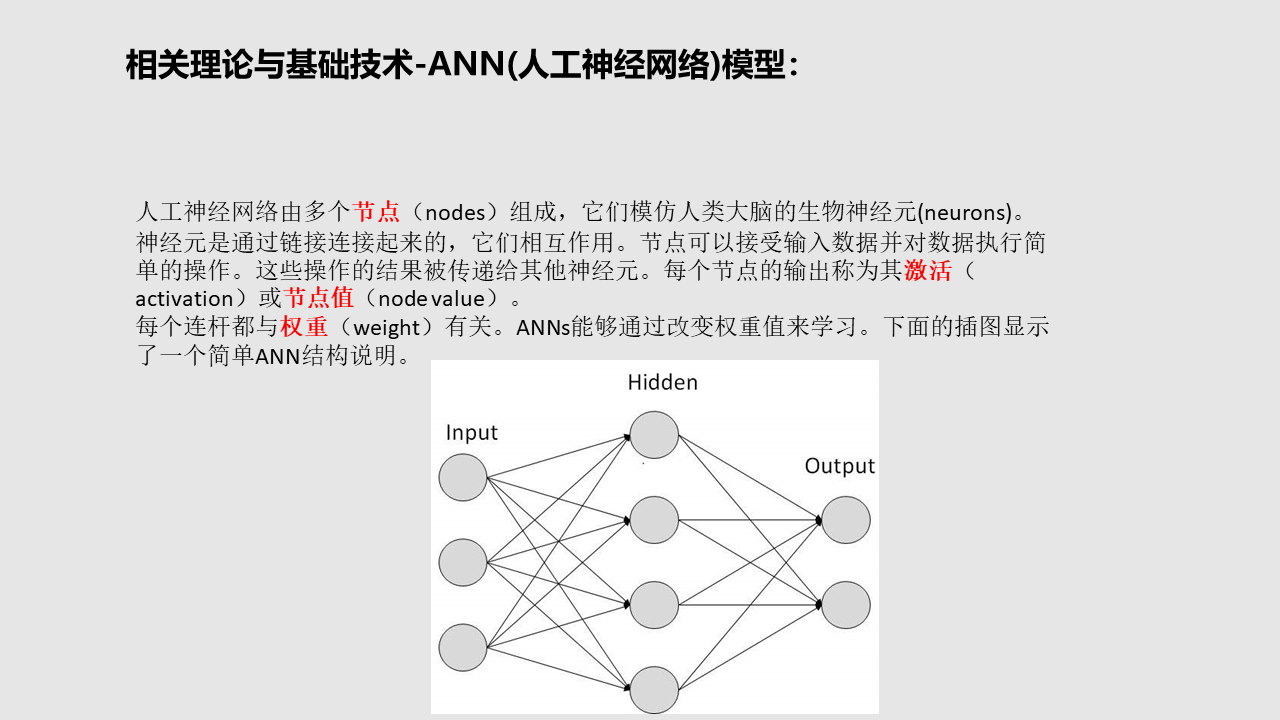 相关理论与基础技术-ANN(人工神经网络)模型：
人工神经网络由多个节点（nodes）组成，它们模仿人类大脑的生物神经元(neurons)。
神经元是通过链接连接起来的，它们相互作用。节点可以接受输入数据并对数据执行简
单的操作。这些操作的结果被传递给其他神经元。每个节点的输出称为其激活（
activation）或节点值（node value）。
每个连杆都与权重（weight）有关。ANNs能够通过改变权重值来学习。下面的插图显示
了一个简单ANN结构说明。
Hidden
Input
Output